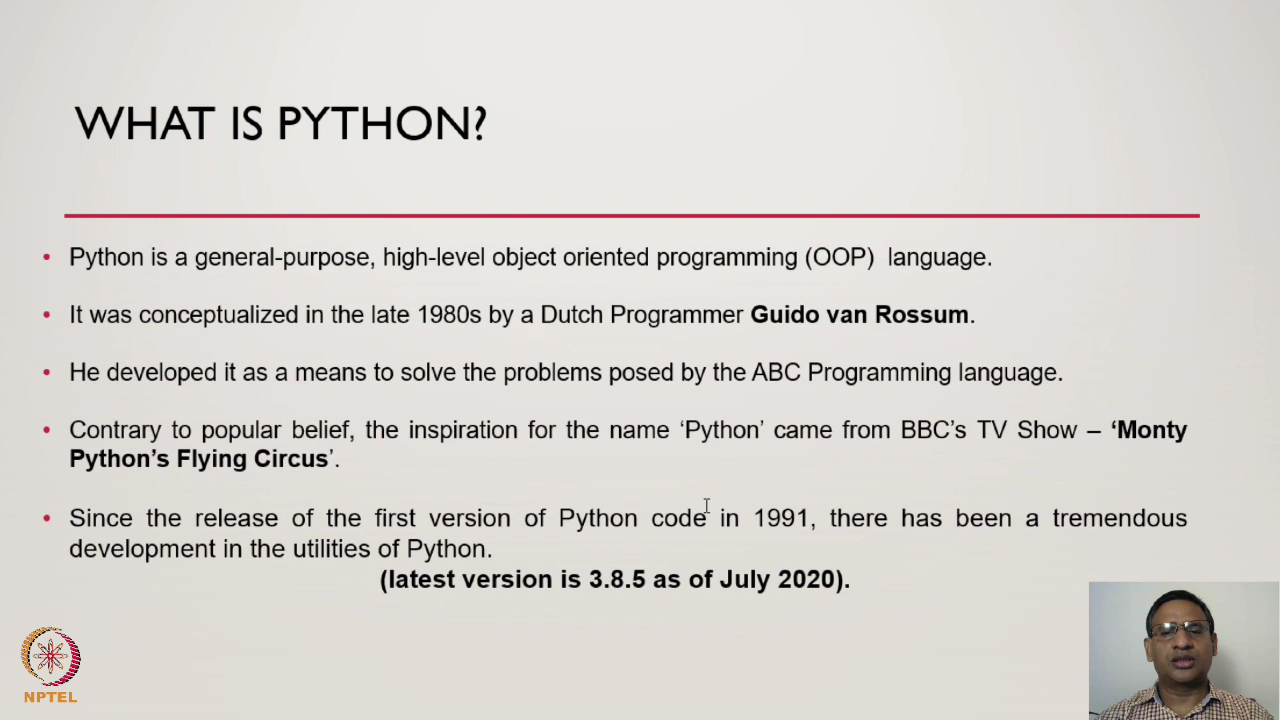 WHAT IS PYTHON?
• Python is a general-purpose, high-level object oriented programming (OOP) language.
• It was conceptualized in the late 1980s by a Dutch Programmer Guido van Rossum.
• He developed it as a means to solve the problems posed by the ABC Programming language.
• Contrary to popular belief, the inspiration for the name ‘Python’ came from BBC’s TV Show – ‘Monty
Python’s Flying Circus’.
• Since the release of the first version of Python code in 1991, there has been a tremendous
development in the utilities of Python.
(latest version is 3.8.5 as of July 2020).
NPTEL